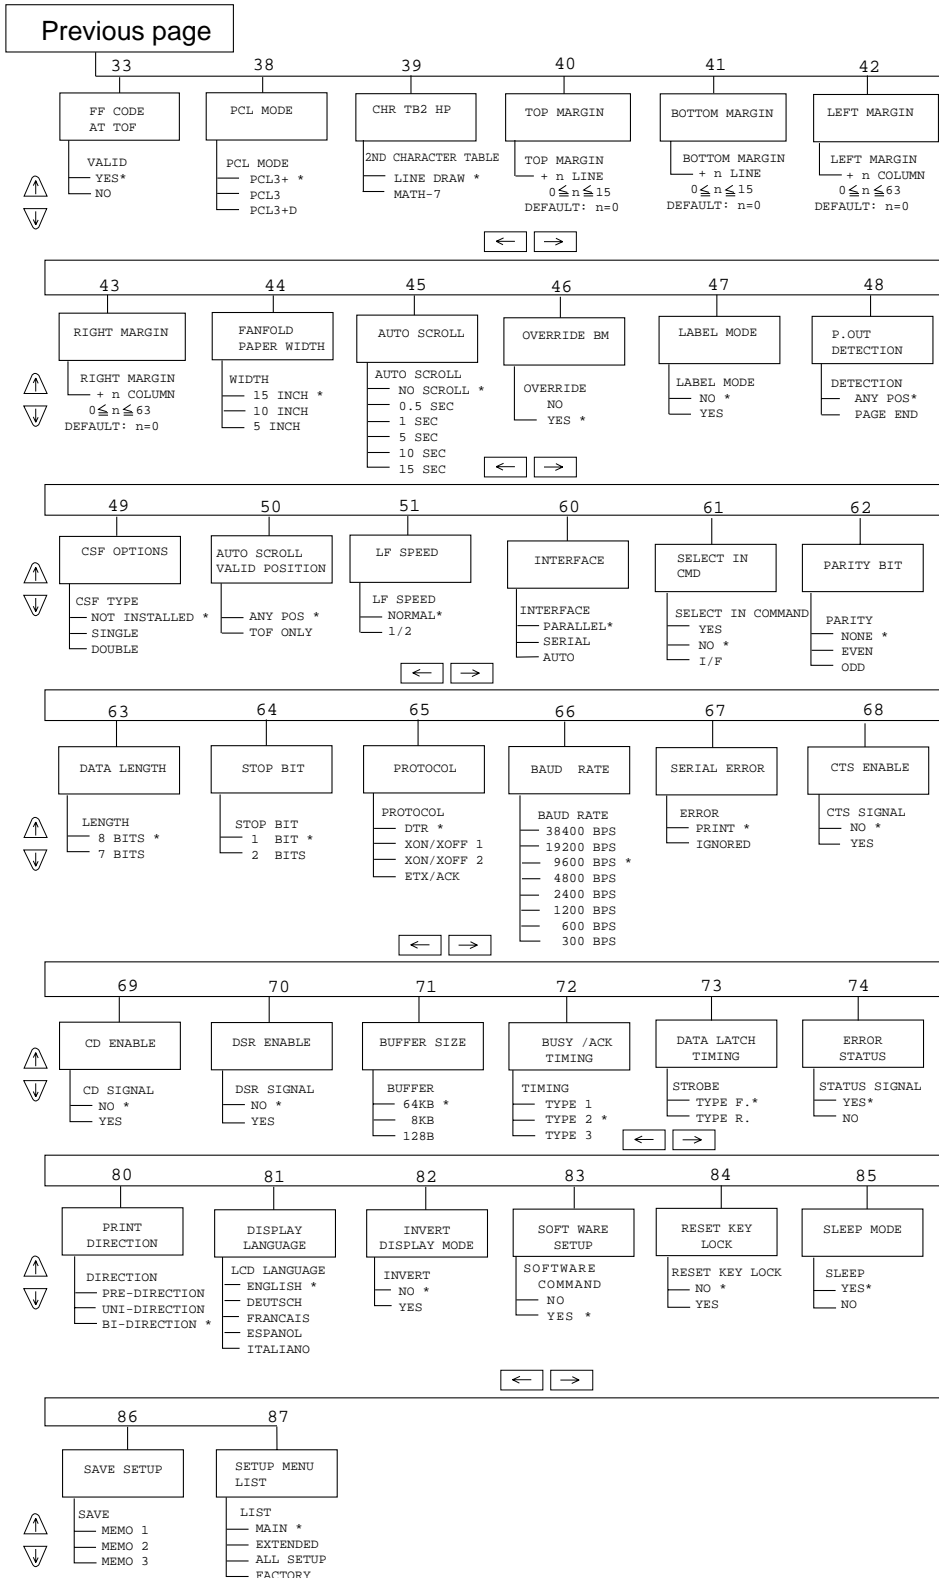 Previous page
33 38 39 40 41 42
FF CODE
AT TOF
VALID
YES*
NO
PCL MODE
PCL MODE
PCL3+ *
PCL3
PCL3+D
CHR TB2 HP
2ND CHARACTER TABLE
LINE DRAW *
MATH-7
TOP MARGIN
TOP MARGIN
+ n LINE
0≦n≦15
DEFAULT: n=0
BOTTOM MARGIN
BOTTOM MARGIN
+ n LINE
0≦n≦15
DEFAULT: n=0
LEFT MARGIN
LEFT MARGIN
+ n COLUMN
0≦n≦63
DEFAULT: n=0
← →
43 44 45 46 47 48
RIGHT MARGIN
RIGHT MARGIN
+ n COLUMN
0≦n≦63
DEFAULT: n=0
FANFOLD
PAPER WIDTH
WIDTH
15 INCH *
10 INCH
5 INCH
AUTO SCROLL
AUTO SCROLL
NO SCROLL *
0.5 SEC
1 SEC
5 SEC
10 SEC
15 SEC
OVERRIDE BM
OVERRIDE
NO
YES *
LABEL MODE
LABEL MODE
NO *
YES
P.OUT
DETECTION
DETECTION
ANY POS*
PAGE END
← →
49 50 51 60 61 62
CSF OPTIONS
CSF TYPE
NOT INSTALLED *
SINGLE
DOUBLE
AUTO SCROLL
VALID POSITION
ANY POS *
TOF ONLY
LF SPEED
LF SPEED
NORMAL*
1/2
INTERFACE
INTERFACE
PARALLEL*
SERIAL
AUTO
SELECT IN
CMD
SELECT IN COMMAND
YES
NO *
I/F
PARITY BIT
PARITY
NONE *
EVEN
ODD
← →
63 64 65 66 67 68
DATA LENGTH
LENGTH
8 BITS *
7 BITS
STOP BIT
STOP BIT
1 BIT *
2 BITS
PROTOCOL
PROTOCOL
DTR *
XON/XOFF 1
XON/XOFF 2
ETX/ACK
BAUD RATE
BAUD RATE
38400 BPS
19200 BPS
9600 BPS *
4800 BPS
2400 BPS
1200 BPS
600 BPS
300 BPS
SERIAL ERROR
ERROR
PRINT *
IGNORED
CTS ENABLE
CTS SIGNAL
NO *
YES
← →
69 70 71 72 73 74
CD ENABLE
CD SIGNAL
NO *
YES
DSR ENABLE
DSR SIGNAL
NO *
YES
BUFFER SIZE
BUFFER
64KB *
8KB
128B
BUSY /ACK
TIMING
TIMING
TYPE 1
TYPE 2 *
TYPE 3
DATA LATCH
TIMING
STROBE
TYPE F.*
TYPE R.
ERROR
STATUS
STATUS SIGNAL
YES*
NO
← →
80 81 82 83 84 85
PRINT
DIRECTION
DIRECTION
PRE-DIRECTION
UNI-DIRECTION
BI-DIRECTION *
DISPLAY
LANGUAGE
LCD LANGUAGE
ENGLISH *
DEUTSCH
FRANCAIS
ESPANOL
ITALIANO
INVERT
DISPLAY MODE
INVERT
NO *
YES
SOFT WARE
SETUP
SOFTWARE
COMMAND
NO
YES *
RESET KEY
LOCK
RESET KEY LOCK
NO *
YES
SLEEP MODE
SLEEP
YES*
NO
← →
86 87
SAVE SETUP
SAVE
MEMO 1
MEMO 2
MEMO 3
SETUP MENU
LIST
LIST
MAIN *
EXTENDED
ALL SETUP
FACTORY